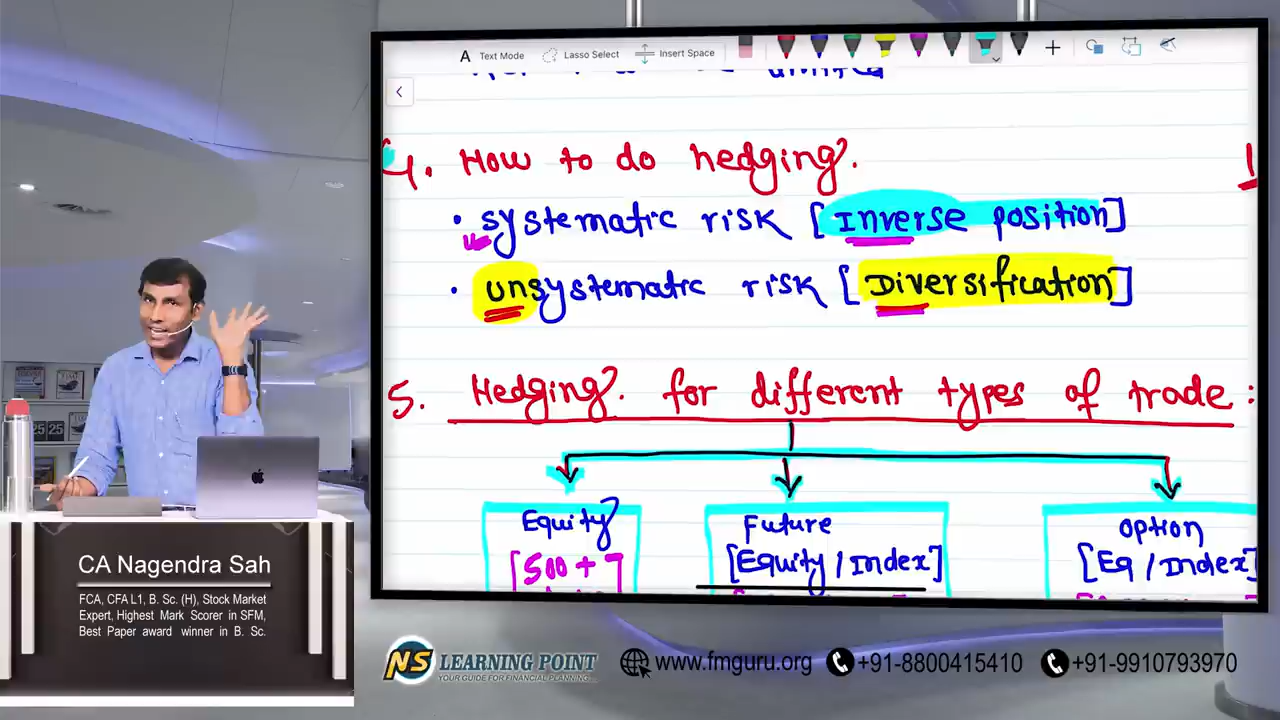 A Text Mode Lasso Select Insert Space
4. How to do hedging.
• systematic risk [Inverse position]
• unsystematic risk [Diversification]
5. Hedging for different types of trade :
Equity Future Option
[500 + [Equity/Index] [Eq/Index]
CA Nagendra Sah
FCA, CFA L1, B. Sc. (H), Stock Market
Expert, Highest Mark Scorer in SFM,
Best Paper award winner in B. Sc.
NS LEARNING POINT
YOUR GUIDE FOR FINANCIAL PLANNING...
www.fmguru.org +91-8800415410 +91-9910793970